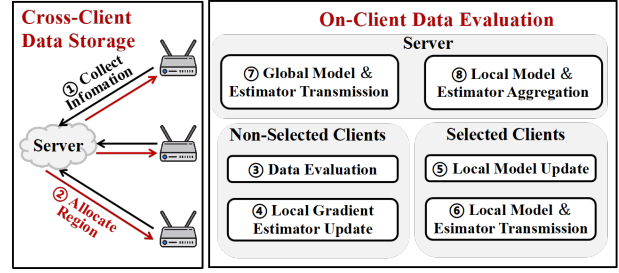 Cross-Client
Data Storage
① Collect
Infomation
Server
② Allocate
Region
On-Client Data Evaluation
Server
⑦ Global Model &
Estimator Transmission
⑧ Local Model &
Estimator Aggregation
Non-Selected Clients
③ Data Evaluation
④ Local Gradient
Estimator Update
Selected Clients
⑤ Local Model Update
⑥ Local Model &
Esimator Transmission